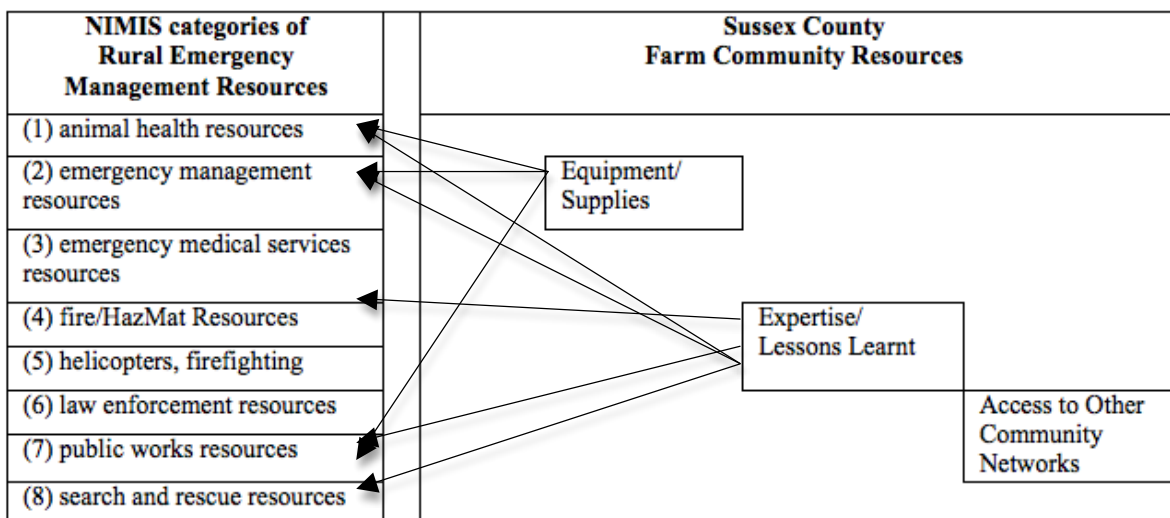 NIMIS categories of
Rural Emergency
Management Resources
Sussex County
Farm Community Resources
(1) animal health resources
(2) emergency management
resources
(3) emergency medical services
resources
(4) fire/HazMat Resources
(5) helicopters, firefighting
(6) law enforcement resources
(7) public works resources
(8) search and rescue resources
Equipment/
Supplies
Expertise/
Lessons Learnt
Access to Other
Community
Networks